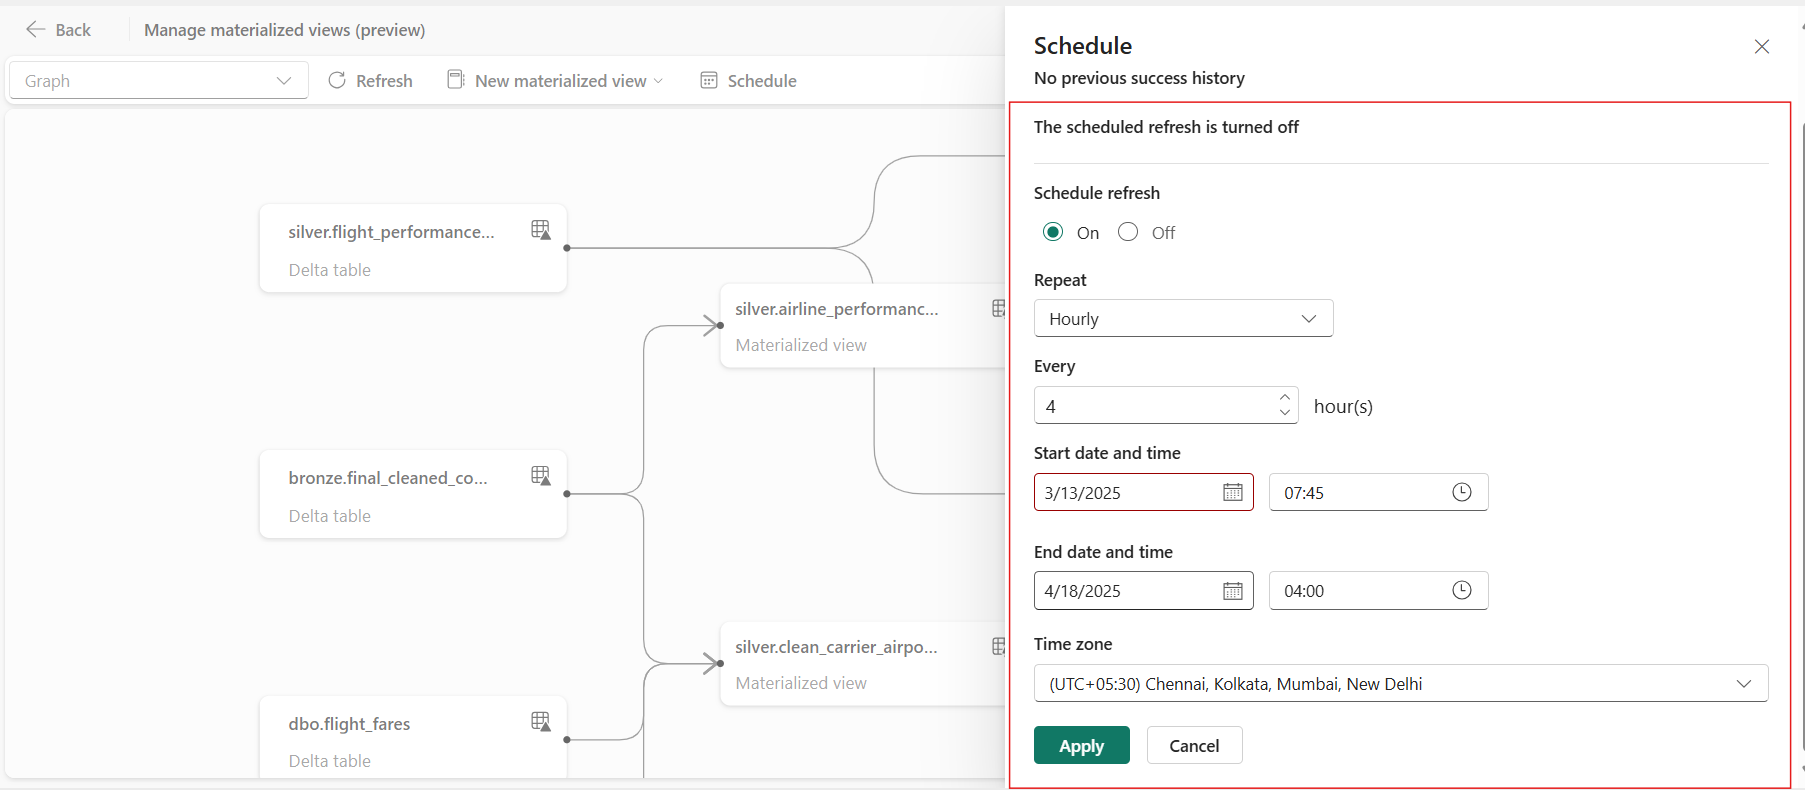 Back
Manage materialized views (preview)
Graph
Refresh
New materialized view
Schedule
silver.flight_performance...
Delta table
silver.airline_performanc...
Materialized view
bronze.final_cleaned_co...
Delta table
silver.clean_carrier_airpo...
Materialized view
dbo.flight_fares
Delta table
Schedule
No previous success history
The scheduled refresh is turned off
Schedule refresh
On
Off
Repeat
Hourly
Every
4
hour(s)
Start date and time
3/13/2025
07:45
End date and time
4/18/2025
04:00
Time zone
(UTC+05:30) Chennai, Kolkata, Mumbai, New Delhi
Apply
Cancel